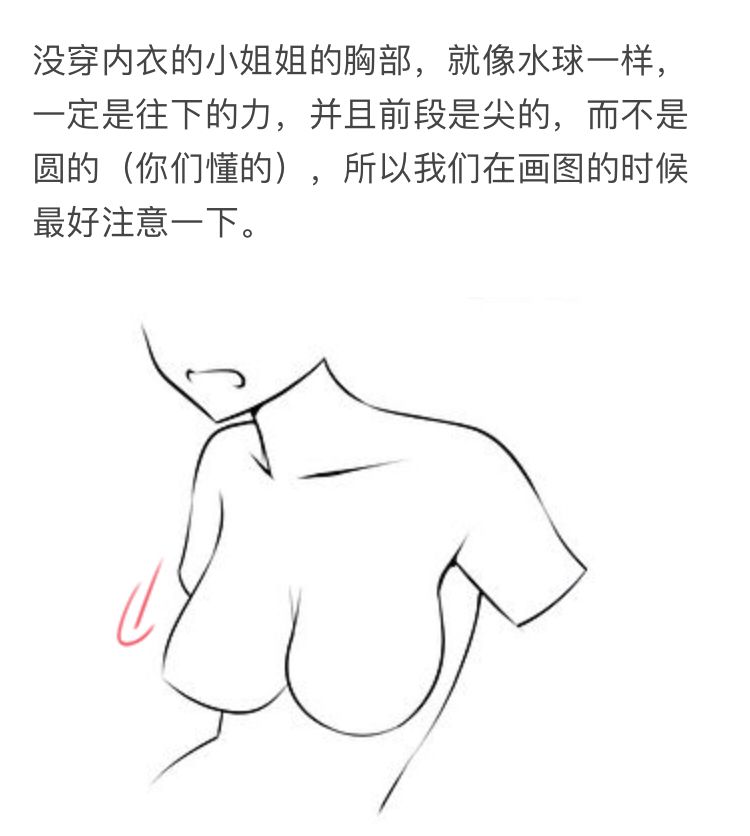 没穿内衣的小姐姐的胸部，就像水球一样，
一定是往下的力，并且前段是尖的，而不是
圆的（你们懂的），所以我们在画图的时候
最好注意一下。